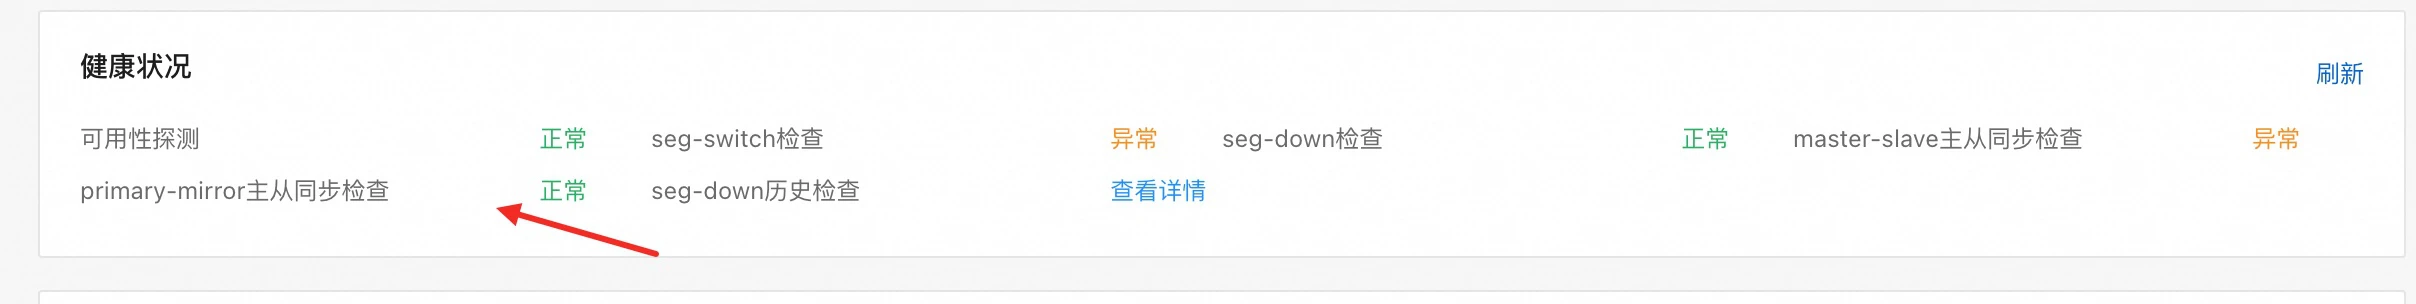 健康状况
刷新
可用性探测 正常 seg-switch检查 异常 seg-down检查 正常 master-slave主从同步检查 异常
primary-mirror主从同步检查 正常 seg-down历史检查 查看详情